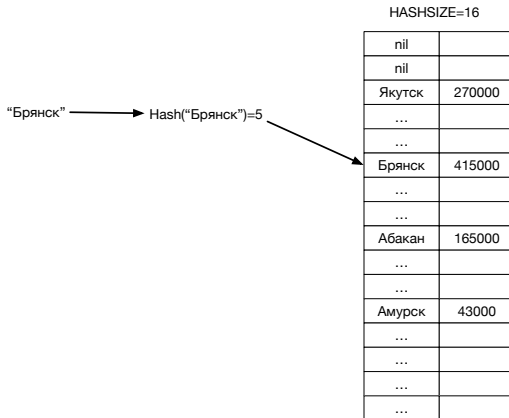 HASHSIZE=16
nil
nil
Якутск 270000
...
...
"Брянск" Hash("Брянск")=5 Брянск 415000
...
...
Абакан 165000
...
...
Амурск 43000
...
...
...
...